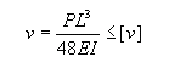 v = PL³/48EI ≤ [v]